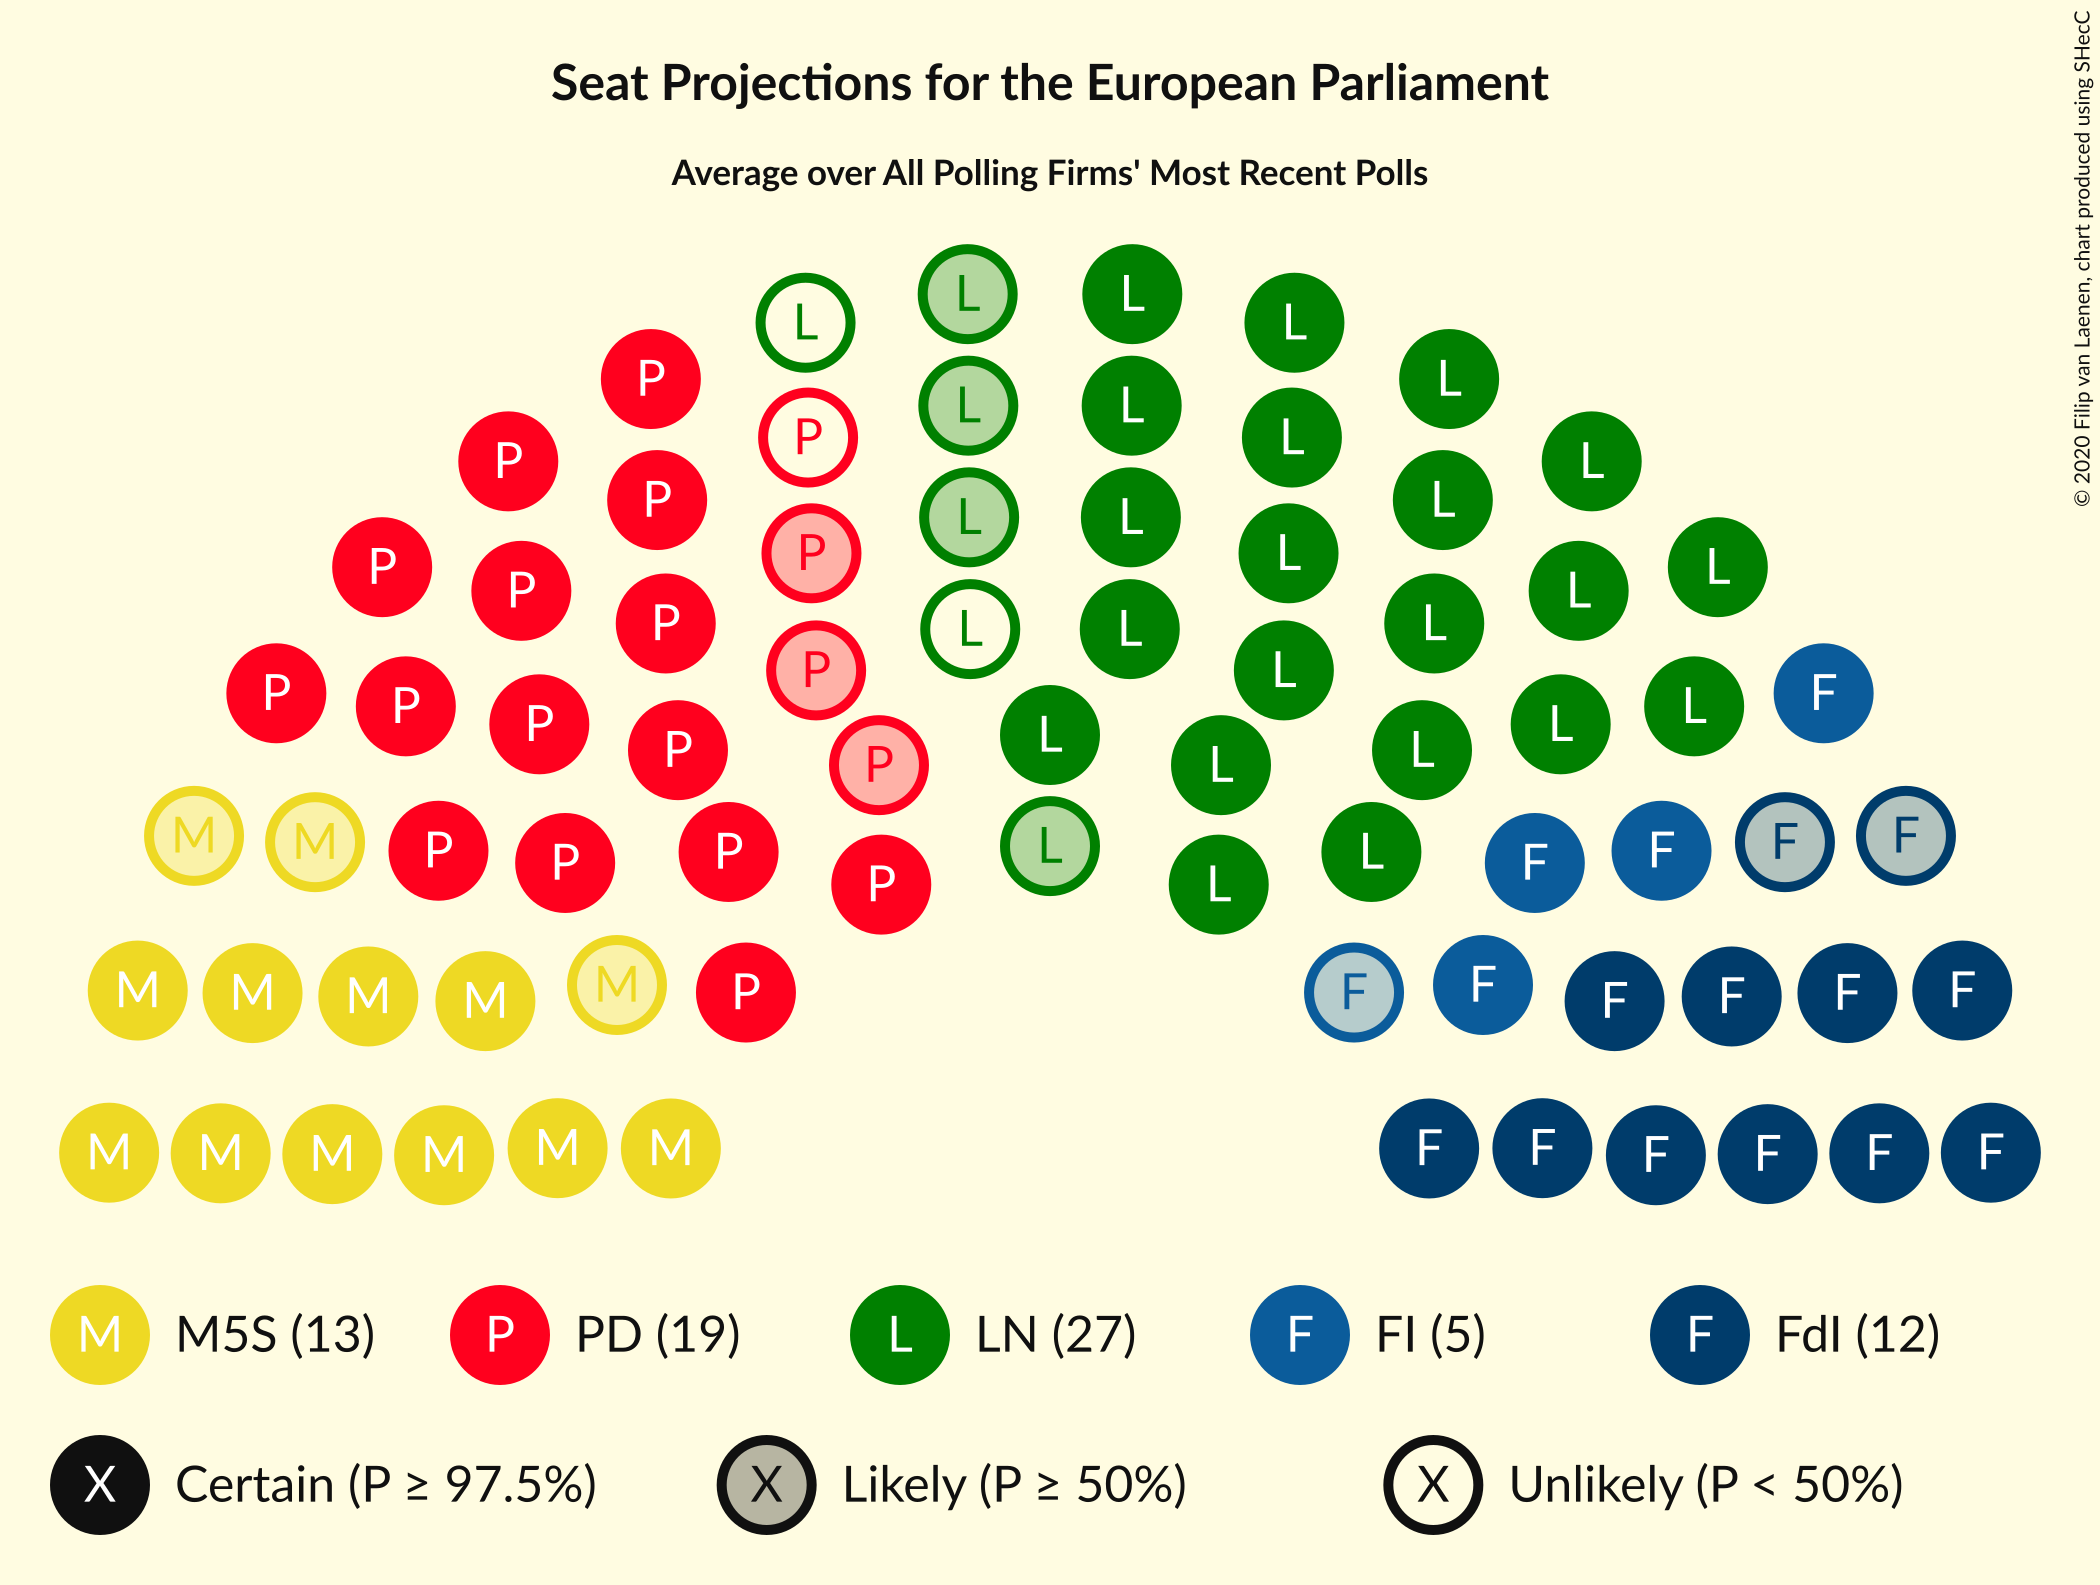 Seat Projections for the European Parliament
Average over All Polling Firms' Most Recent Polls
© 2020 Filip van Laenen, chart produced using SHecC
L L L L
P L
P L L L P L
P L L
P L L L P L
P L L
P L L L P L
P P P P L L L F
L
P L
M M P P P P L L L F F F F
M M M M M P F F F F F F
M M M M M M F F F F F F
M M5S (13) P PD (19) L LN (27) F FI (5) F FdI (12)
X Certain (P ≥ 97.5%) X Likely (P ≥ 50%) X Unlikely (P < 50%)